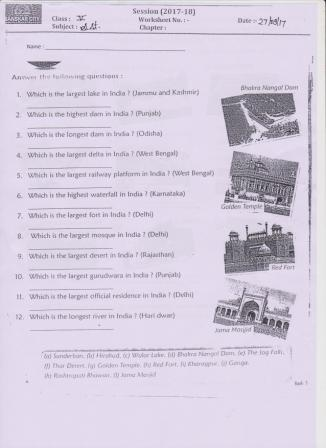 SANSKAR CITY
Session (2017-18)
Class : V
Worksheet No. :-
Date :- 27/09/17
Subject : S.St.
Chapter :
Name :
Answer the following questions :
1. Which is the largest lake in India ? (Jammu and Kashmir)
Bhakra Nangal Dam
2. Which is the highest dam in India ? (Punjab)
3. Which is the longest dam in India ? (Odisha)
4. Which is the largest delta in India ? (West Bengal)
5. Which is the largest railway platform in India ? (West Bengal)
6. Which is the highest waterfall in India ? (Karnataka)
Golden Temple
7. Which is the largest fort in India ? (Delhi)
8. Which is the largest mosque in India ? (Delhi)
9. Which is the largest desert in India ? (Rajasthan)
Red Fort
10. Which is the largest gurudwara in India ? (Punjab)
11. Which is the largest official residence in India ? (Delhi)
12. Which is the longest river in India ? (Hari dwar)
Jama Masjid
(a) Sunderban, (b) Hirakud, (c) Wular Lake, (d) Bhakra Nangal Dam, (e) The Jog Falls,
(f) Thar Desert, (g) Golden Temple, (h) Red Fort, (i) Kharagpur, (j) Ganga,
(k) Rashtrapati Bhawan, (l) Jama Masjid